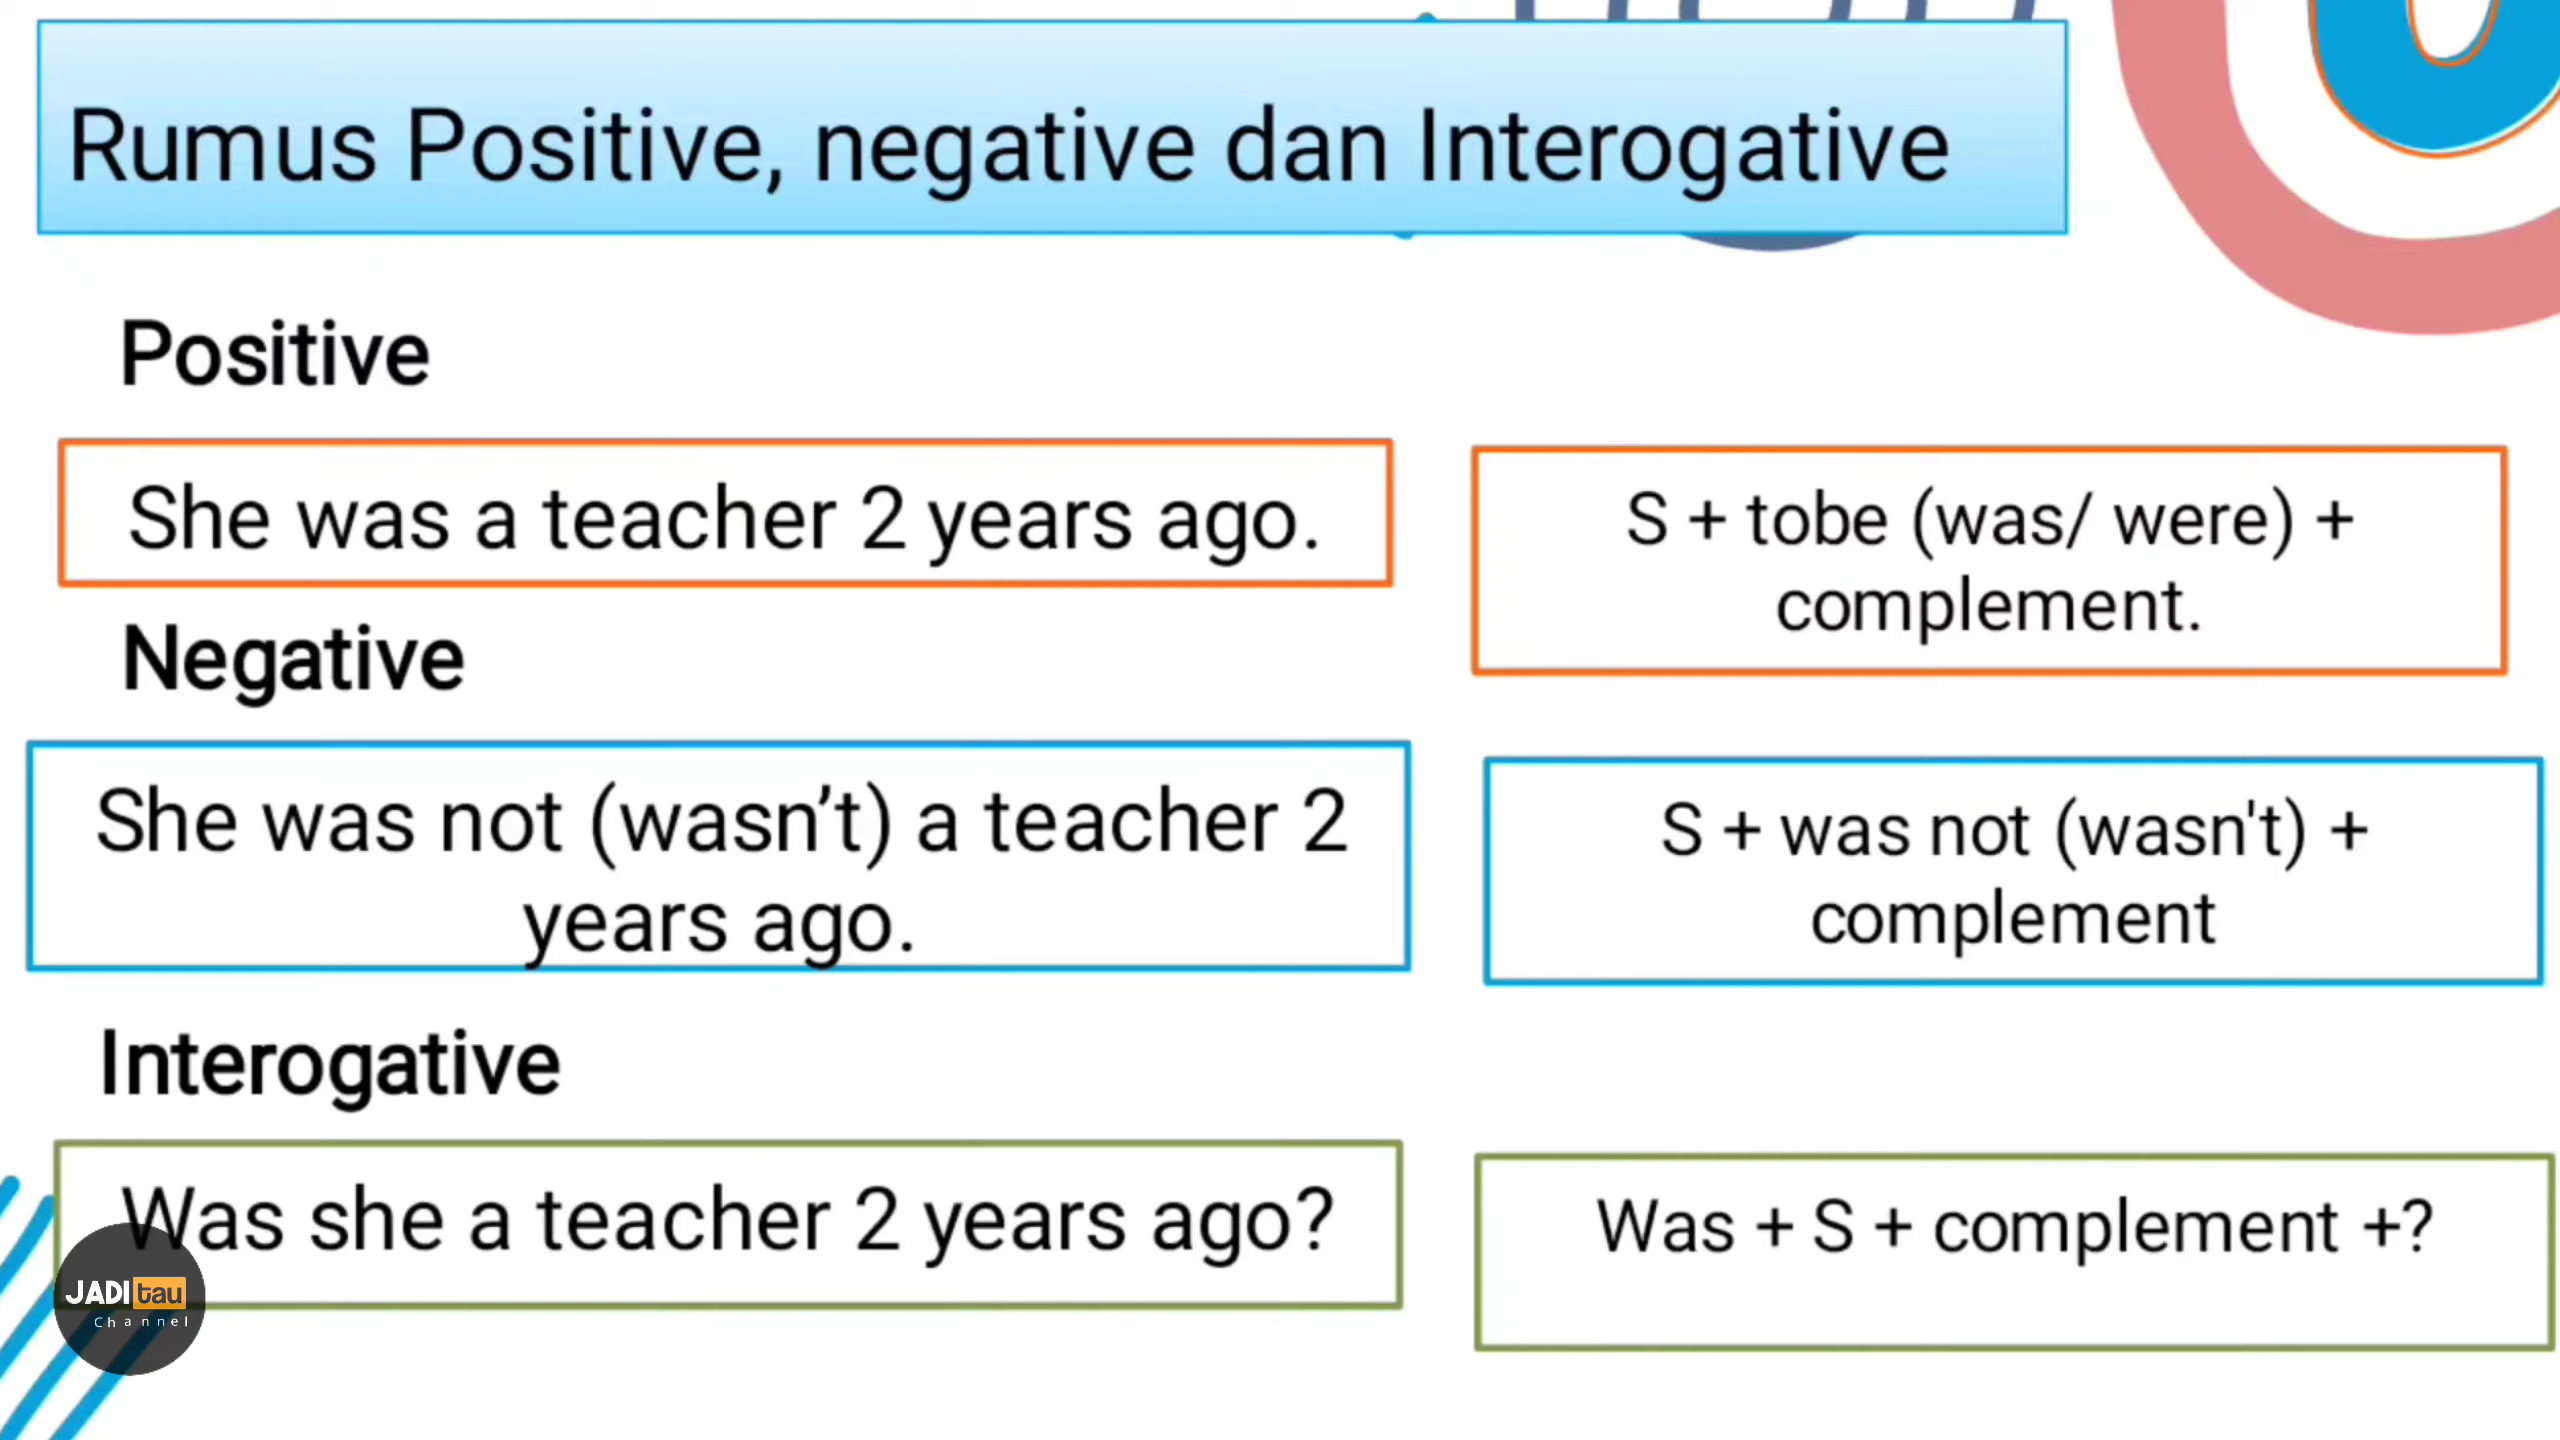 Rumus Positive, negative dan Interogative
Positive
She was a teacher 2 years ago.
S + tobe (was/ were) +
complement.
Negative
She was not (wasn’t) a teacher 2
years ago.
S + was not (wasn't) +
complement
Interogative
Was she a teacher 2 years ago?
Was + S + complement +?
JADI tau
Channel